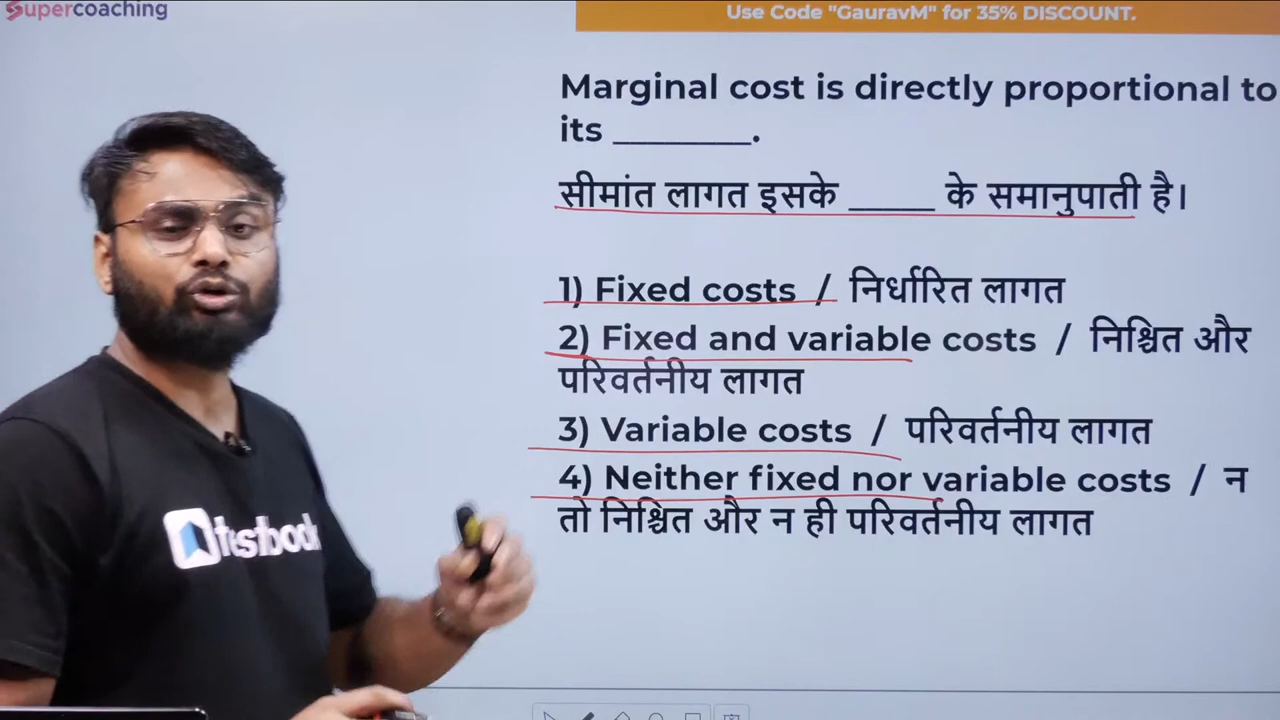 Supercoaching
Use Code "GauravM" for 35% DISCOUNT.
Marginal cost is directly proportional to
its ________.
सीमांत लागत इसके _____ के समानुपाती है।
1) Fixed costs / निर्धारित लागत
2) Fixed and variable costs / निश्चित और
परिवर्तनीय लागत
3) Variable costs / परिवर्तनीय लागत
4) Neither fixed nor variable costs / न
तो निश्चित और न ही परिवर्तनीय लागत
testbook